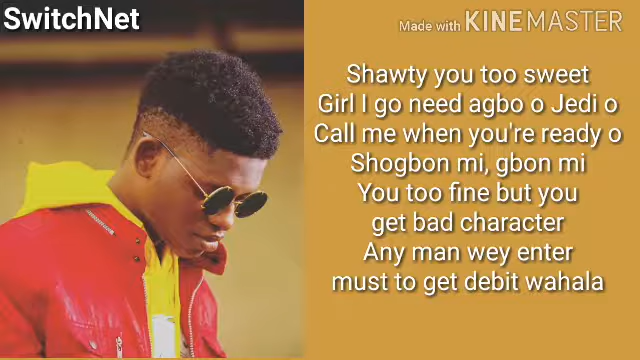 SwitchNet
Made with KINEMASTER
Shawty you too sweet
Girl I go need agbo o Jedi o
Call me when you're ready o
Shogbon mi, gbon mi
You too fine but you
get bad character
Any man wey enter
must to get debit wahala